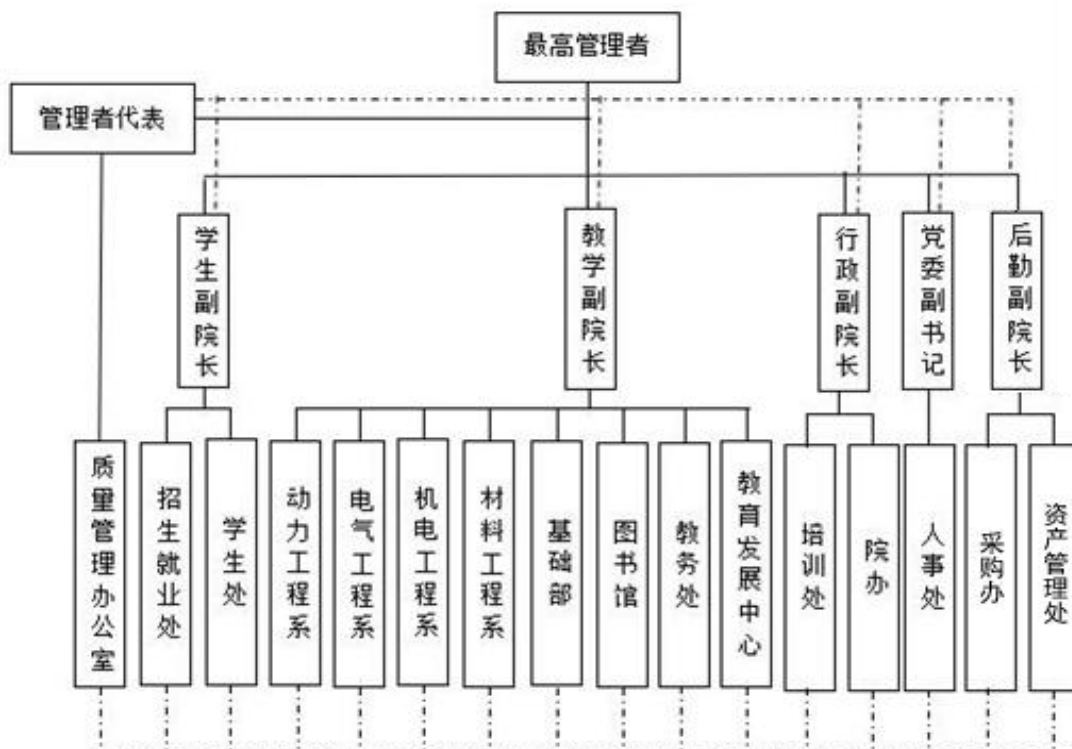 最高管理者
管理者代表
学生副院长
教学副院长
行政副院长
党委副书记
后勤副院长
质量管理办公室
招生就业处
学生处
动力工程系
电气工程系
机电工程系
材料工程系
基础部
图书馆
教务处
教育发展中心
培训处
院办
人事处
采购办
资产管理处